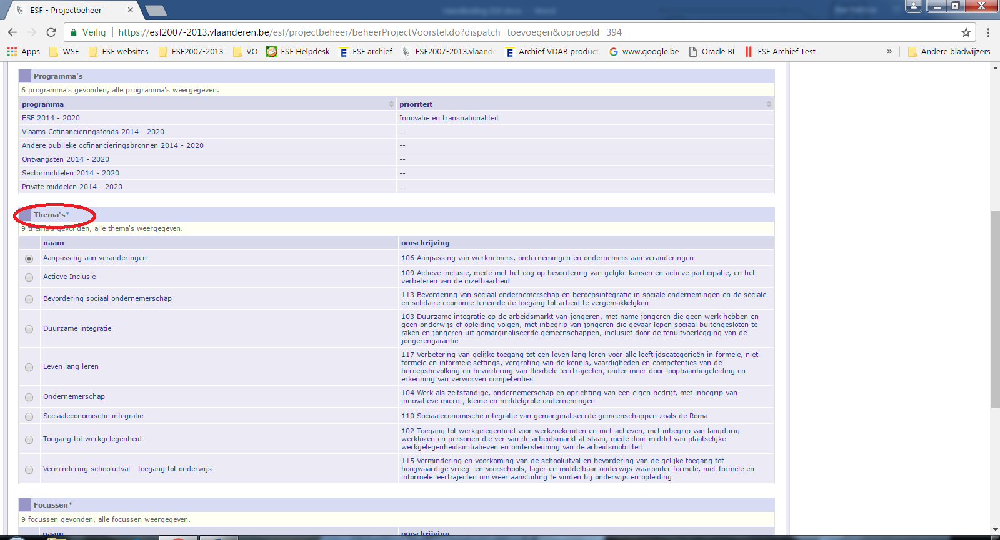 ESF - Projectbeheer
Veilig https://esf2007-2013.vlaanderen.be/esf/projectbeheer/beheerProjectVoorstel.do?dispatch=toevoegen&oproepId=394
Apps WSE ESF websites ESF2007-2013 VO ESF Helpdesk ESF archief ESF2007-2013.vlaande Archief VDAB product www.google.be Oracle BI ESF Archief Test » Andere bladwijzers
Programma's
6 programma's gevonden, alle programma's weergegeven.
programma prioriteit
ESF 2014 - 2020 Innovatie en transnationaliteit
Vlaams Cofinancieringsfonds 2014 - 2020 --
Andere publieke cofinancieringsbronnen 2014 - 2020 --
Ontvangsten 2014 - 2020 --
Sectormiddelen 2014 - 2020 --
Private middelen 2014 - 2020 --
Thema's*
9 thema's gevonden, alle thema's weergegeven.
naam omschrijving
Aanpassing aan veranderingen 106 Aanpassing van werknemers, ondernemingen en ondernemers aan veranderingen
Actieve Inclusie 109 Actieve inclusie, mede met het oog op bevordering van gelijke kansen en actieve participatie, en het
verbeteren van de inzetbaarheid
Bevordering sociaal ondernemerschap 113 Bevordering van sociaal ondernemerschap en beroepsintegratie in sociale ondernemingen en de sociale
en solidaire economie teneinde de toegang tot arbeid te vergemakkelijken
Duurzame integratie 103 Duurzame integratie op de arbeidsmarkt van jongeren, met name jongeren die geen werk hebben en
geen onderwijs of opleiding volgen, met inbegrip van jongeren die gevaar lopen sociaal buitengesloten te
raken en jongeren uit gemarginaliseerde gemeenschappen, inclusief door de tenuitvoerlegging van de
jongerengarantie
Leven lang leren 117 Verbetering van gelijke toegang tot een leven lang leren voor alle leeftijdscategorieën in formele, niet-
formele en informele settings, vergroting van de kennis, vaardigheden en competenties van de
beroepsbevolking en bevordering van flexibele leertrajecten, onder meer door loopbaanbegeleiding en
erkenning van verworven competenties
Ondernemerschap 104 Werk als zelfstandige, ondernemerschap en oprichting van een eigen bedrijf, met inbegrip van
innovatieve micro-, kleine en middelgrote ondernemingen
Sociaaleconomische integratie 110 Sociaaleconomische integratie van gemarginaliseerde gemeenschappen zoals de Roma
Toegang tot werkgelegenheid 102 Toegang tot werkgelegenheid voor werkzoekenden en niet-actieven, met inbegrip van langdurig
werklozen en personen die ver van de arbeidsmarkt af staan, mede door middel van plaatselijke
werkgelegenheidsinitiatieven en ondersteuning van de arbeidsmobiliteit
Vermindering schooluitval - toegang tot onderwijs 115 Vermindering en voorkoming van de schooluitval en bevordering van de gelijke toegang tot
hoogwaardige vroeg- en voorschools, lager en middelbaar onderwijs waaronder formele, niet-formele en
informele leertrajecten om weer aansluiting te vinden bij onderwijs en opleiding
Focussen*
9 focussen gevonden, alle focussen weergegeven.
naam omschrijving